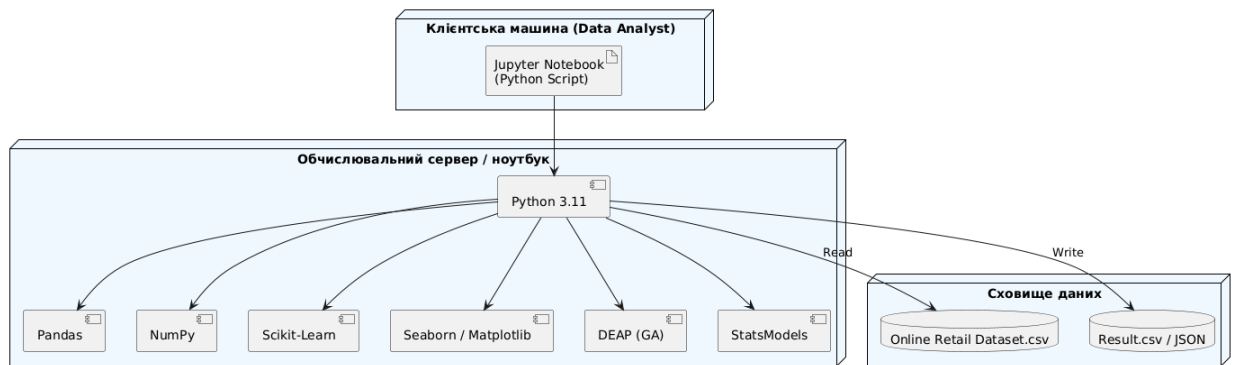 Клієнтська машина (Data Analyst)
Jupyter Notebook
(Python Script)
Обчислювальний сервер / ноутбук
Python 3.11
Read
Write
Сховище даних
Pandas
NumPy
Scikit-Learn
Seaborn / Matplotlib
DEAP (GA)
StatsModels
Online Retail Dataset.csv
Result.csv / JSON